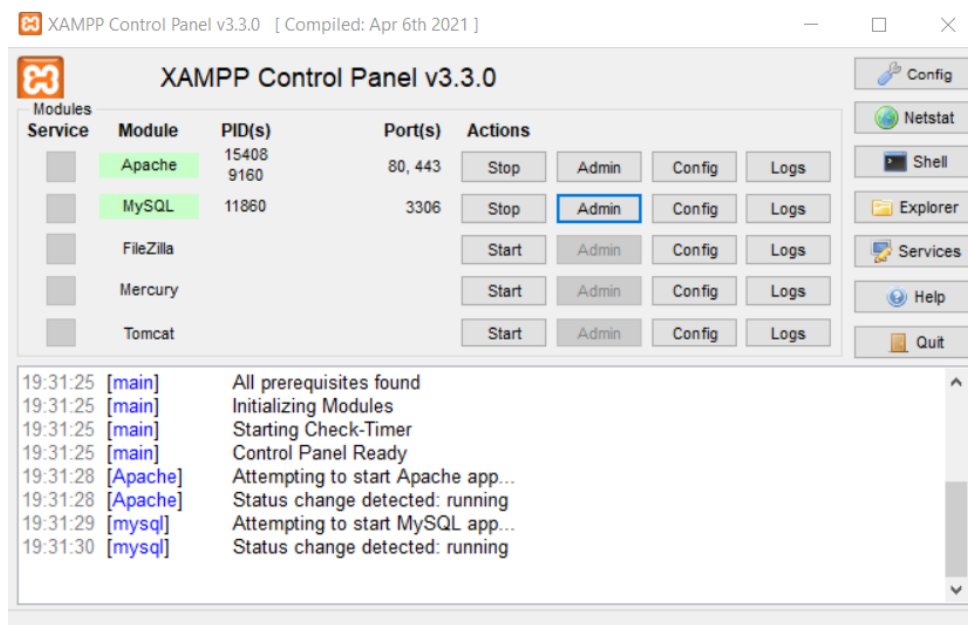 XAMPP Control Panel v3.3.0 [ Compiled: Apr 6th 2021 ]
XAMPP Control Panel v3.3.0
Config
Modules
Service Module PID(s) Port(s) Actions
Netstat
Apache 15408 9160 80, 443 Stop Admin Config Logs
Shell
MySQL 11860 3306 Stop Admin Config Logs
Explorer
FileZilla Start Admin Config Logs
Services
Mercury Start Admin Config Logs
Help
Tomcat Start Admin Config Logs
Quit
19:31:25 [main] All prerequisites found
19:31:25 [main] Initializing Modules
19:31:25 [main] Starting Check-Timer
19:31:25 [main] Control Panel Ready
19:31:28 [Apache] Attempting to start Apache app...
19:31:28 [Apache] Status change detected: running
19:31:29 [mysql] Attempting to start MySQL app...
19:31:30 [mysql] Status change detected: running